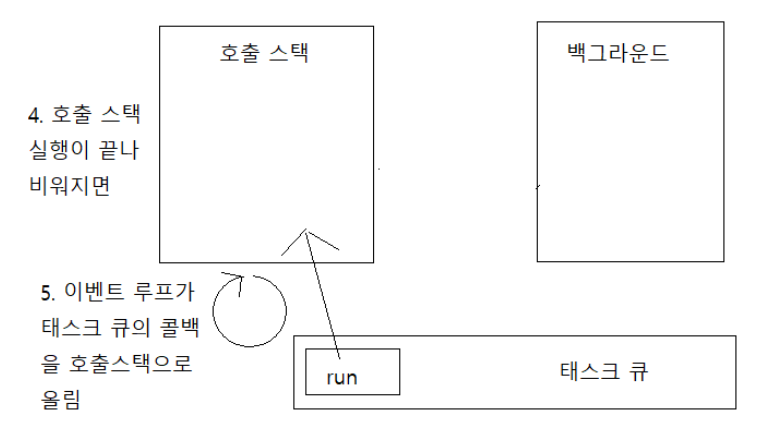 호출 스택
백그라운드
4. 호출 스택
실행이 끝나
비워지면
5. 이벤트 루프가
태스크 큐의 콜백
을 호출스택으로
올림
run
태스크 큐